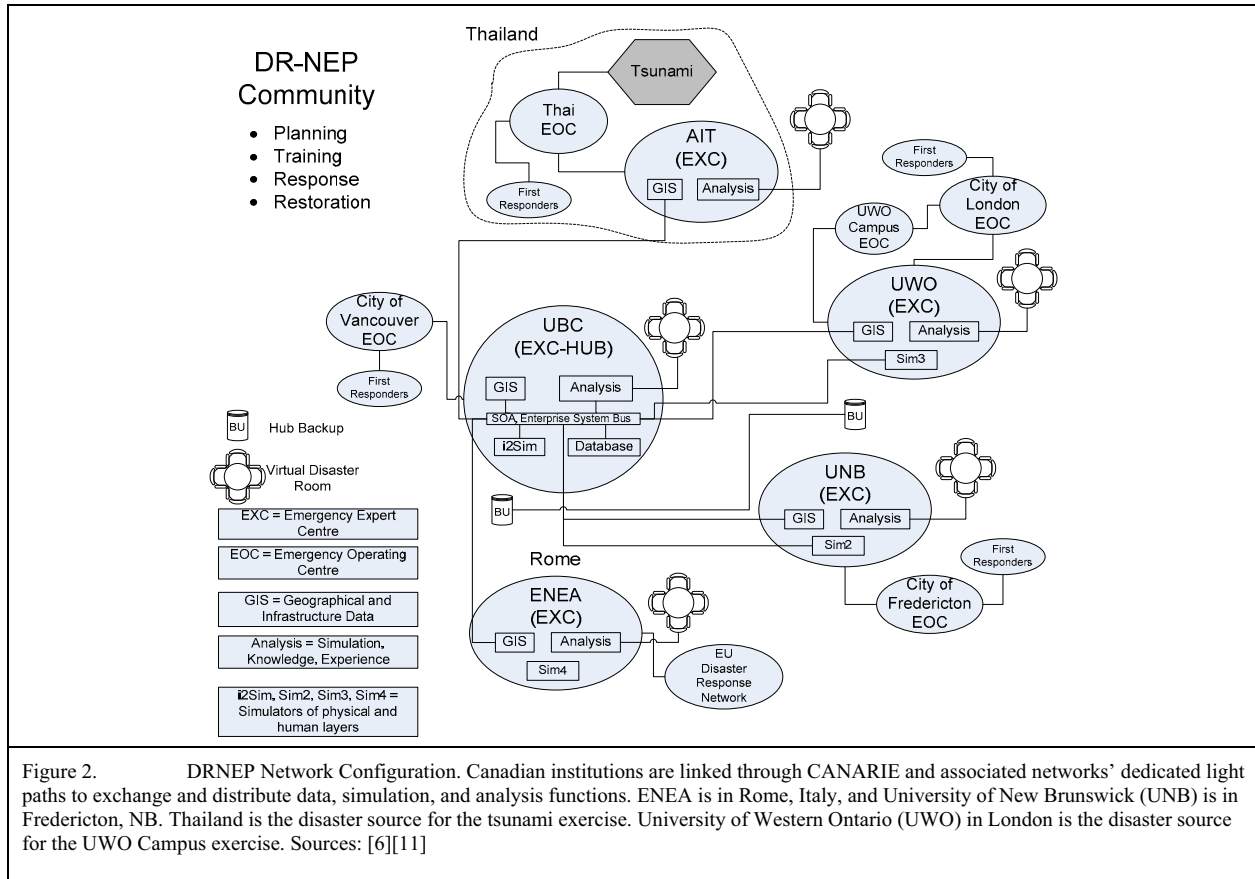 DR-NEP
Community
• Planning
• Training
• Response
• Restoration
Thailand
Tsunami
Thai
EOC
First
Responders
AIT
(EXC)
GIS
Analysis
First
Responders
City of
London
EOC
UWO
Campus
EOC
UWO
(EXC)
GIS
Analysis
Sim3
City of
Vancouver
EOC
First
Responders
UBC
(EXC-HUB)
GIS
Analysis
SOA, Enterprise System Bus
i2Sim
Database
BU
BU
UNB
(EXC)
GIS
Analysis
Sim2
First
Responders
City of
Fredericton
EOC
Rome
ENEA
(EXC)
GIS
Analysis
Sim4
EU
Disaster
Response
Network
BU
Hub Backup
Virtual Disaster
Room
EXC = Emergency Expert
Centre
EOC = Emergency Operating
Centre
GIS = Geographical and
Infrastructure Data
Analysis = Simulation,
Knowledge, Experience
i2Sim, Sim2, Sim3, Sim4 =
Simulators of physical and
human layers
Figure 2. DRNEP Network Configuration. Canadian institutions are linked through CANARIE and associated networks’ dedicated light
paths to exchange and distribute data, simulation, and analysis functions. ENEA is in Rome, Italy, and University of New Brunswick (UNB) is in
Fredericton, NB. Thailand is the disaster source for the tsunami exercise. University of Western Ontario (UWO) in London is the disaster source
for the UWO Campus exercise. Sources: [6][11]